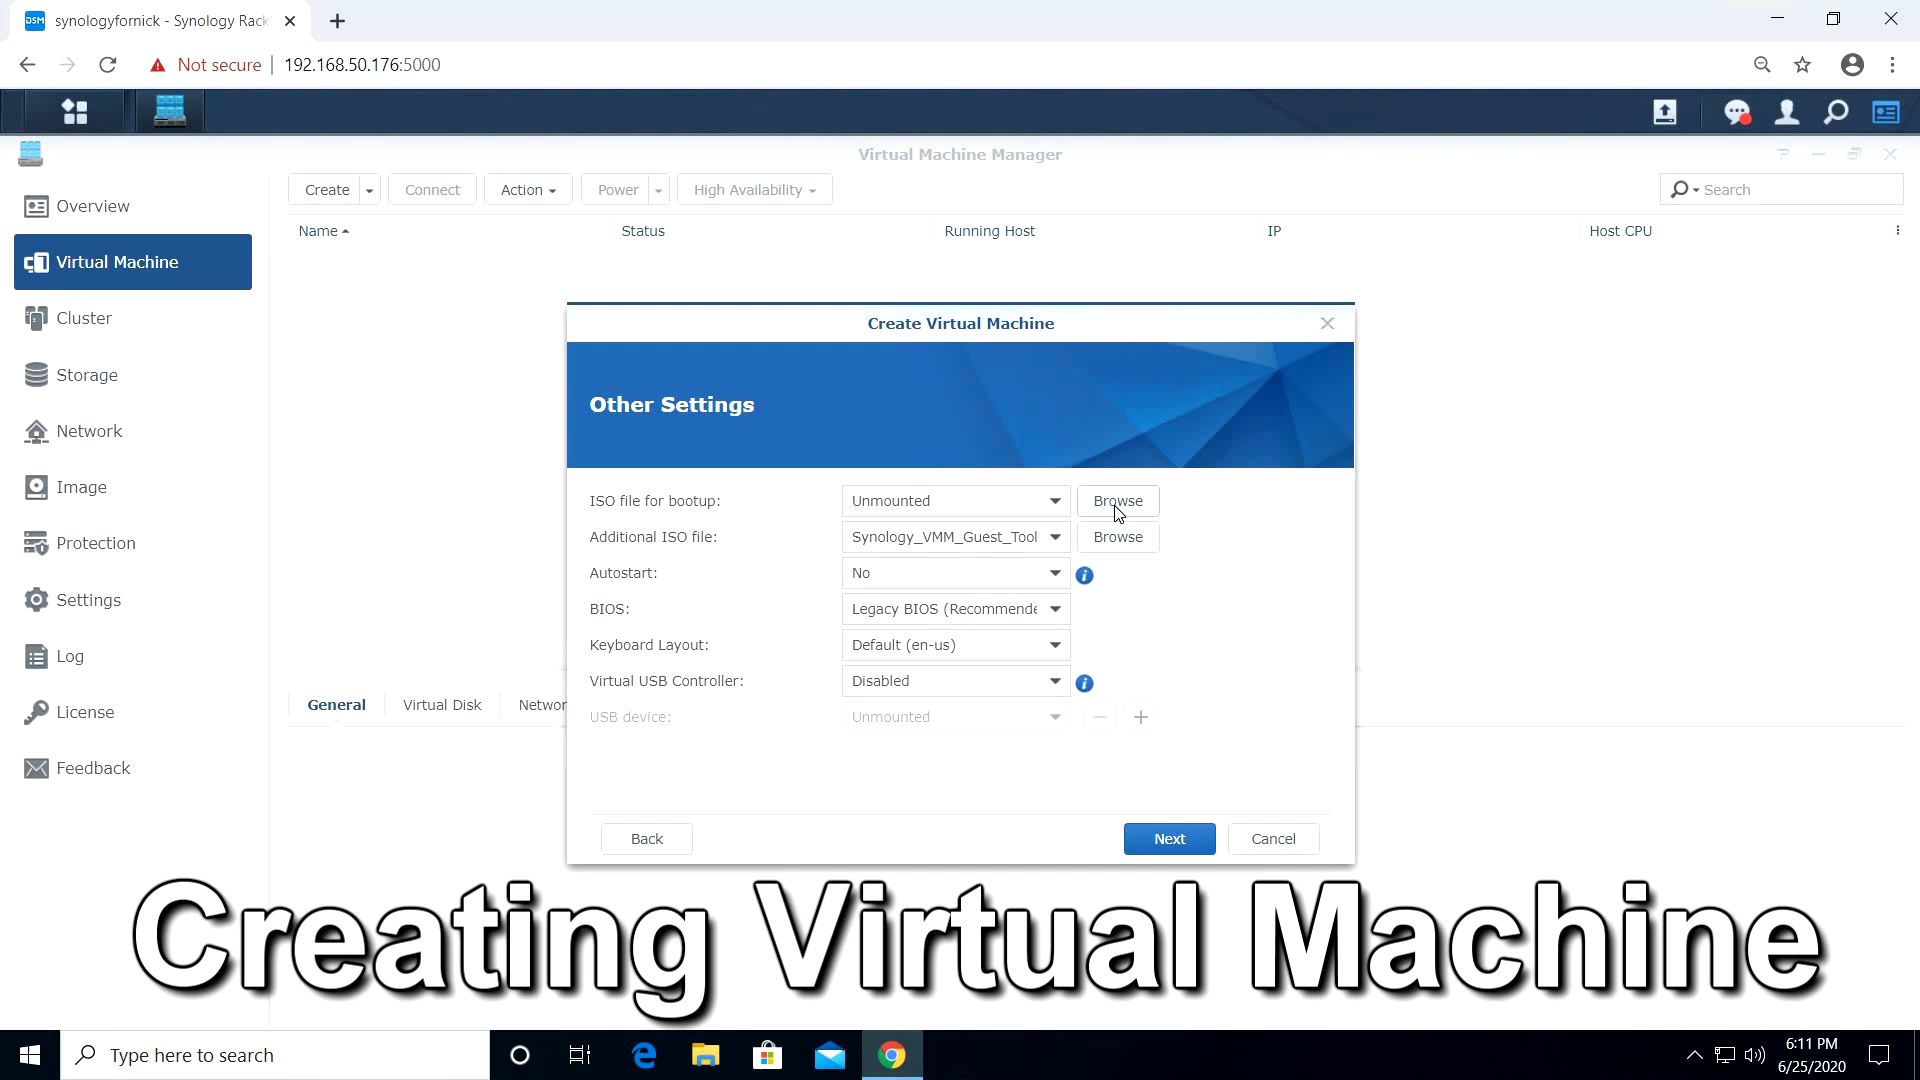 synologyfornick - Synology Rack
Not secure 192.168.50.176:5000
Virtual Machine Manager
Create Connect Action Power High Availability Search
Name Status Running Host IP Host CPU
Overview
Virtual Machine
Cluster
Storage
Network
Image
Protection
Settings
Log
License
Feedback
General Virtual Disk Networ
Create Virtual Machine
Other Settings
ISO file for bootup: Unmounted Browse
Additional ISO file: Synology_VMM_Guest_Tool Browse
Autostart: No
BIOS: Legacy BIOS (Recommende
Keyboard Layout: Default (en-us)
Virtual USB Controller: Disabled
USB device: Unmounted
Back Next Cancel
Creating Virtual Machine
Type here to search
6:11 PM
6/25/2020